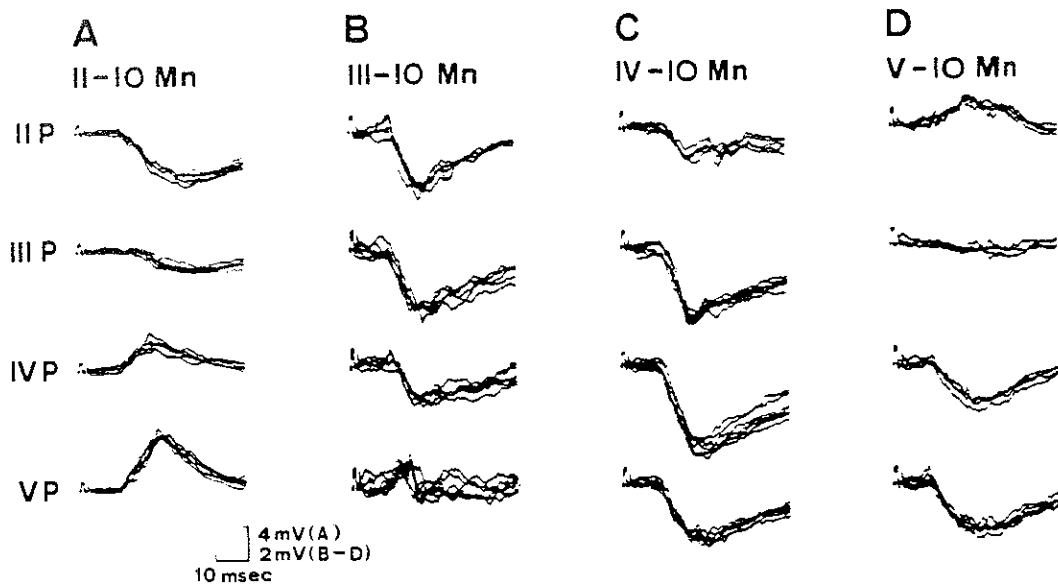 A B C D
II-10 Mn III-10 Mn IV-10 Mn V-10 Mn
II P
III P
IV P
V P
4 mV(A)
2 mV(B-D)
10 msec